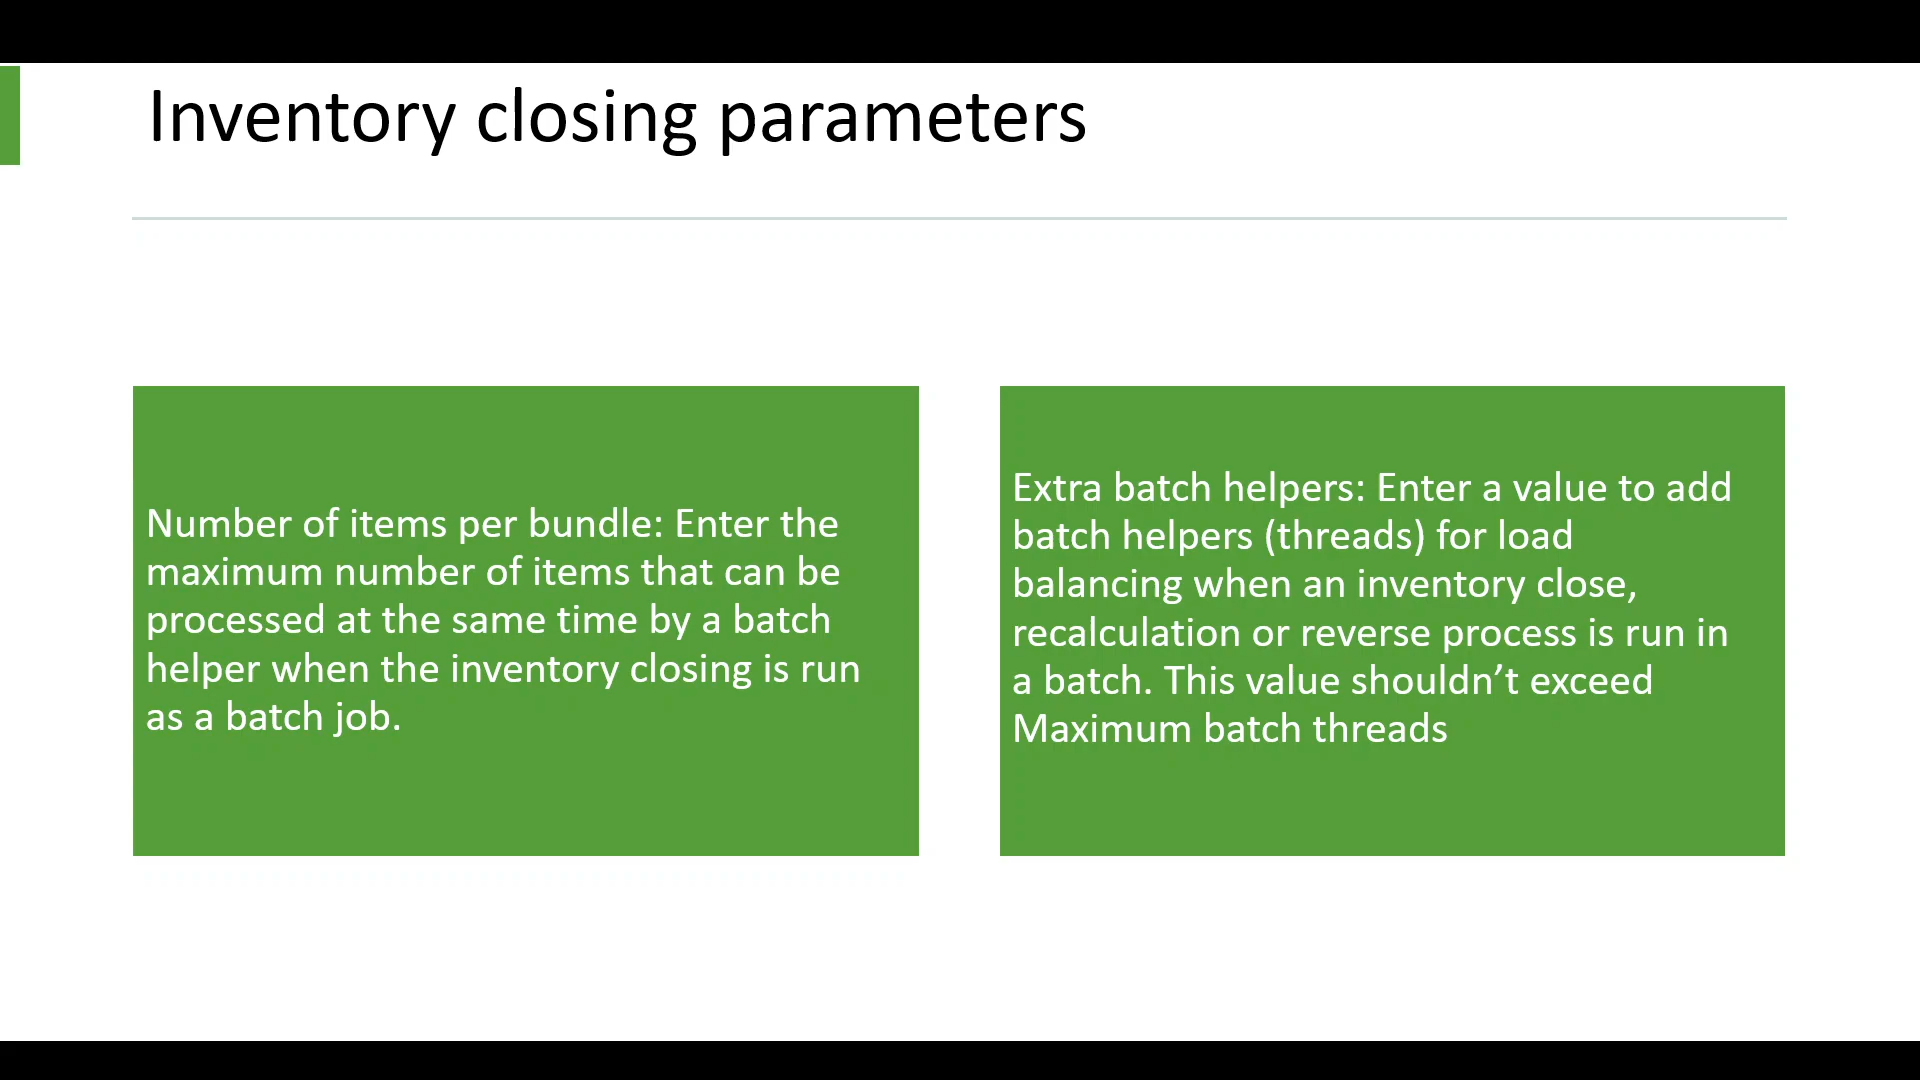 Inventory closing parameters
Number of items per bundle: Enter the
maximum number of items that can be
processed at the same time by a batch
helper when the inventory closing is run
as a batch job.
Extra batch helpers: Enter a value to add
batch helpers (threads) for load
balancing when an inventory close,
recalculation or reverse process is run in
a batch. This value shouldn’t exceed
Maximum batch threads